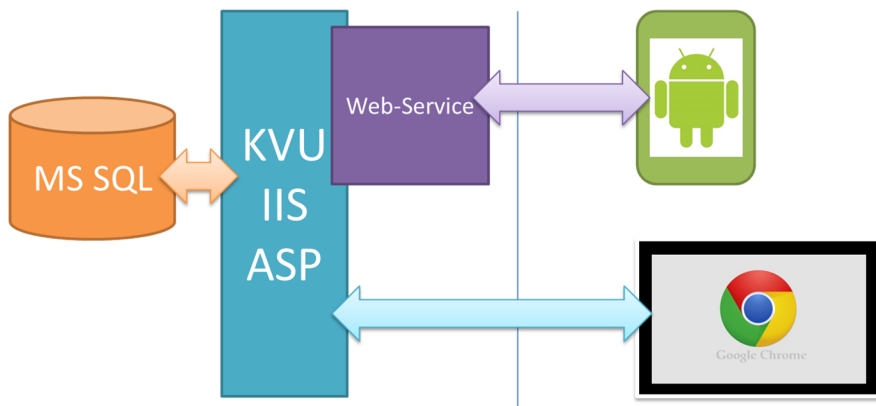 Web-Service
MS SQL
KVU
IIS
ASP
Google Chrome